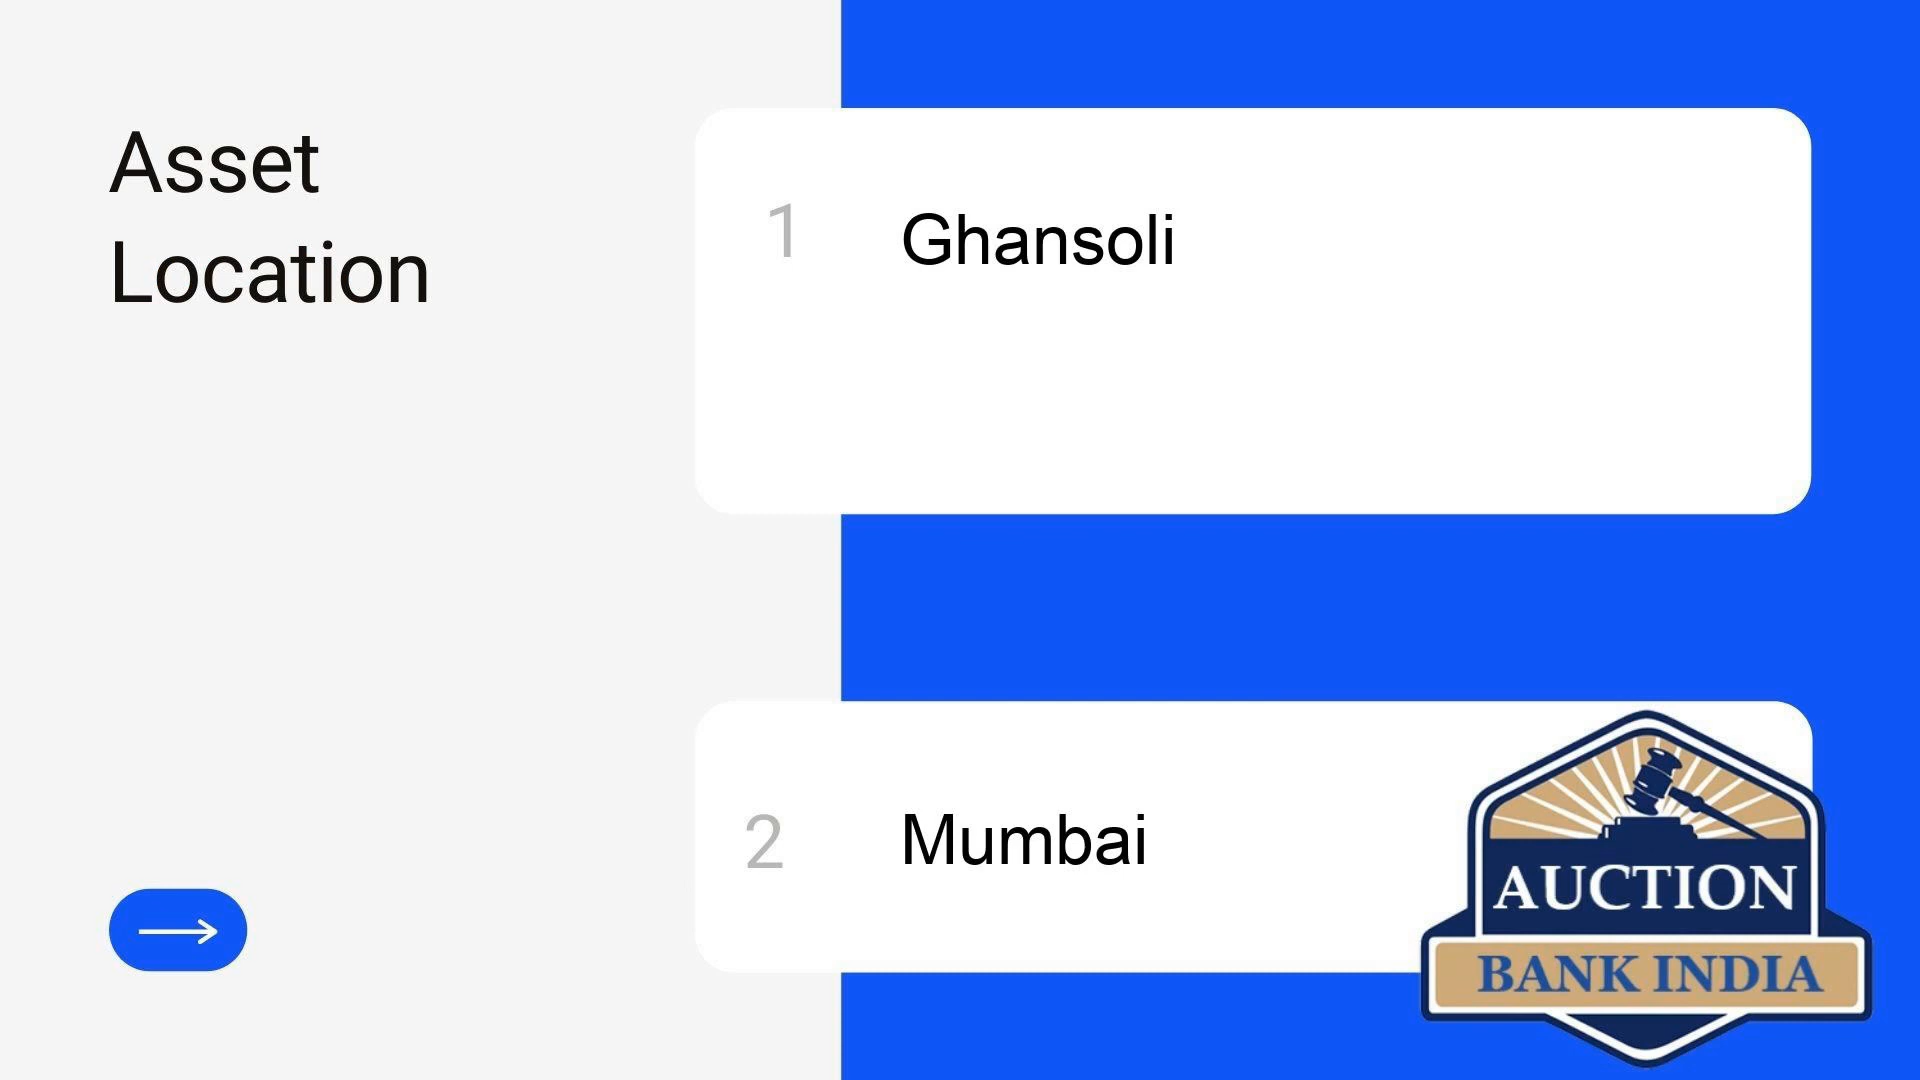 Asset
Location
1
Ghansoli
2
Mumbai
AUCTION
BANK INDIA